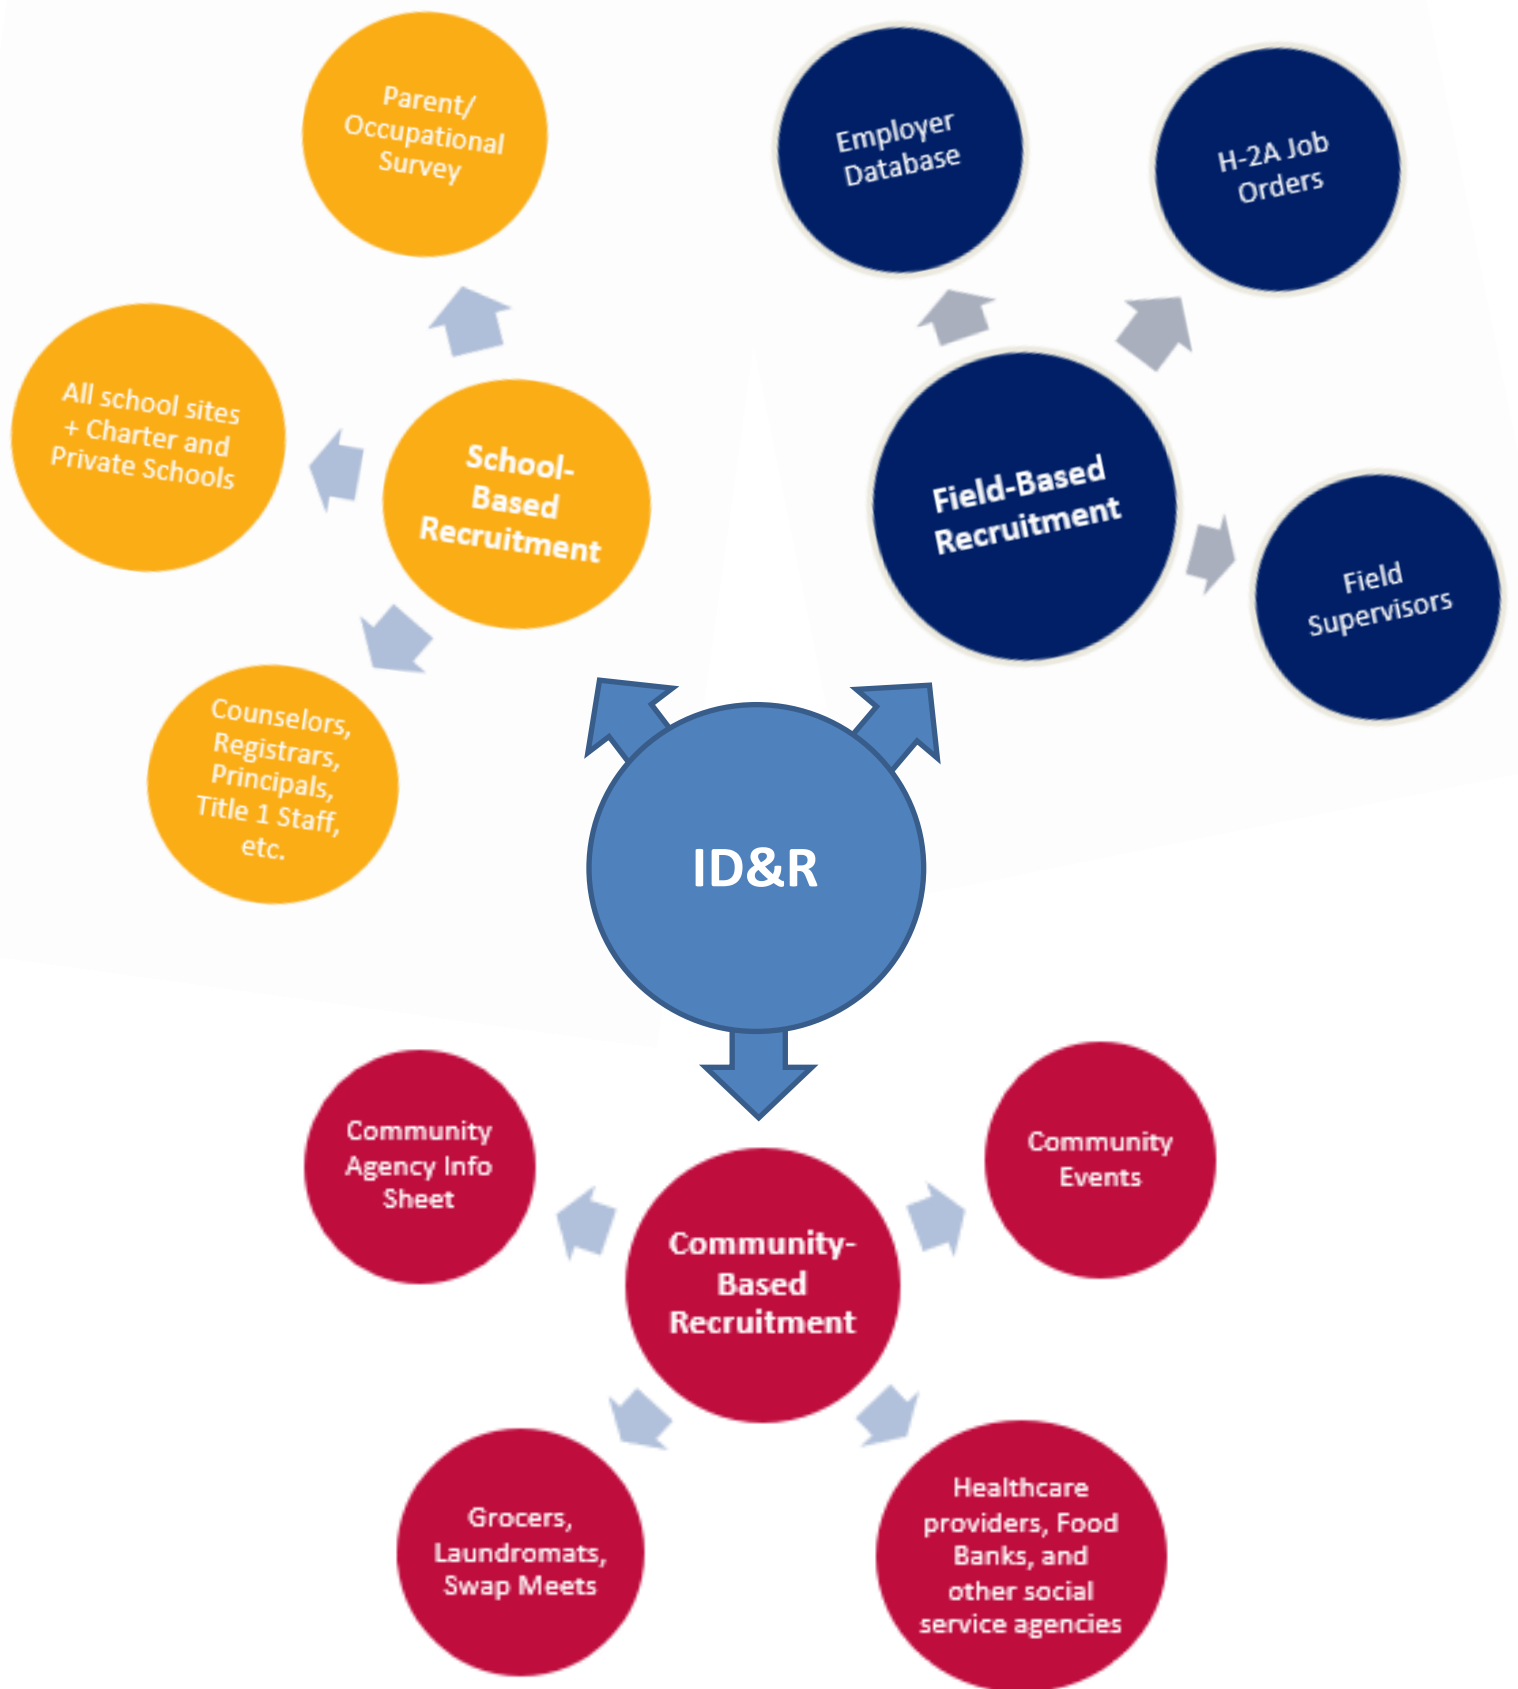 Parent/
Occupational
Survey
Employer
Database
H-2A Job
Orders
All school sites
+ Charter and
Private Schools
School-
Based
Recruitment
Field-Based
Recruitment
Field
Supervisors
Counselors,
Registrars,
Principals,
Title 1 Staff,
etc.
ID&R
Community
Agency Info
Sheet
Community
Events
Community-
Based
Recruitment
Grocers,
Laundromats,
Swap Meets
Healthcare
providers, Food
Banks, and
other social
service agencies